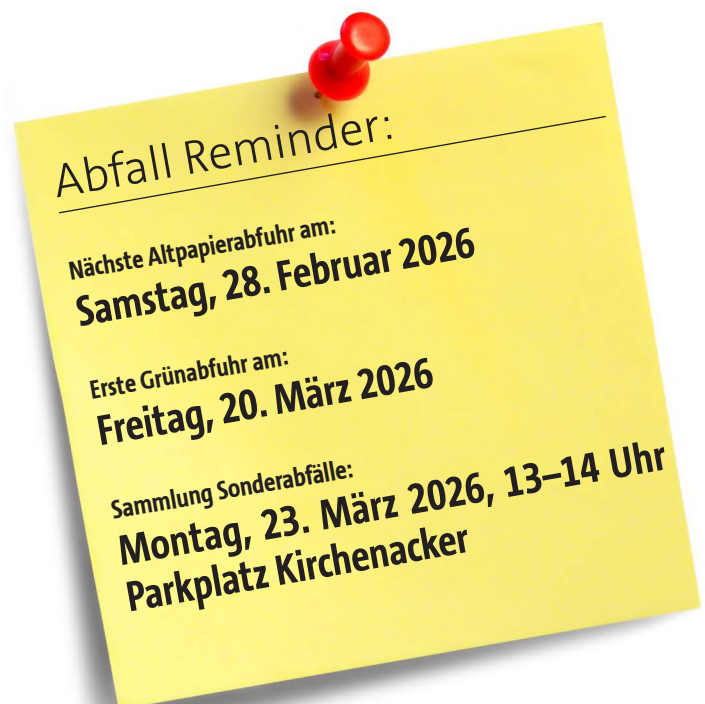 Abfall Reminder:
Nächste Altpapierabfuhr am:
Samstag, 28. Februar 2026
Erste Grünabfuhr am:
Freitag, 20. März 2026
Sammlung Sonderabfälle:
Montag, 23. März 2026, 13–14 Uhr
Parkplatz Kirchenacker